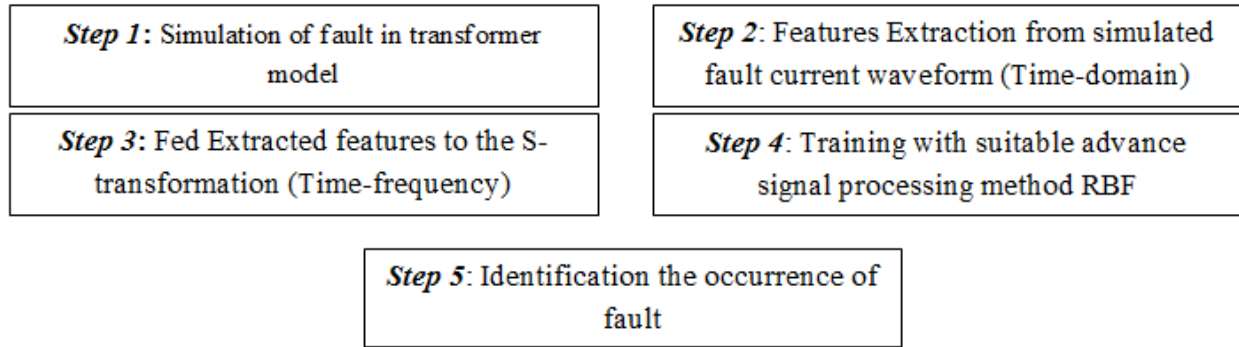 Step 1: Simulation of fault in transformer
model
Step 2: Features Extraction from simulated
fault current waveform (Time-domain)
Step 3: Fed Extracted features to the S-
transformation (Time-frequency)
Step 4: Training with suitable advance
signal processing method RBF
Step 5: Identification the occurrence of
fault